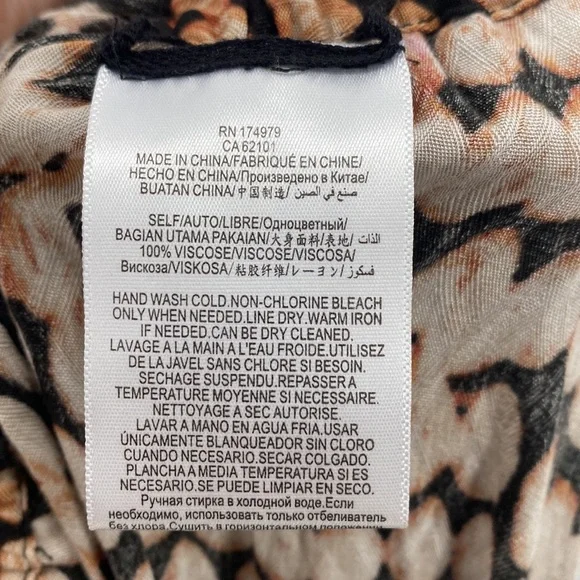 RN 174979
CA 62101
MADE IN CHINA/FABRIQUÉ EN CHINE/
HECHO EN CHINA/Произведено в Китае/
BUATAN CHINA/中国制造/ صنع في الصين/
SELF/AUTO/LIBRE/Одноцветный/
BAGIAN UTAMA PAKAIAN/大身面料/表地/ الذات
100% VISCOSE/VISCOSE/VISCOSA/
Вискоза/VISKOSA/粘胶纤维/レーヨン/ فسكوز
HAND WASH COLD.NON-CHLORINE BLEACH
ONLY WHEN NEEDED.LINE DRY.WARM IRON
IF NEEDED.CAN BE DRY CLEANED.
LAVAGE A LA MAIN A L'EAU FROIDE.UTILISEZ
DE LA JAVEL SANS CHLORE SI BESOIN.
SECHAGE SUSPENDU.REPASSER A
TEMPERATURE MOYENNE SI NECESSAIRE.
NETTOYAGE A SEC AUTORISE.
LAVAR A MANO EN AGUA FRIA.USAR
ÚNICAMENTE BLANQUEADOR SIN CLORO
CUANDO NECESARIO.SECAR COLGADO.
PLANCHA A MEDIA TEMPERATURA SI ES
NECESARIO.SE PUEDE LIMPIAR EN SECO.
Ручная стирка в холодной воде.Если
необходимо, использовать только отбеливатель
без хлора.Сушить в горизонтальном